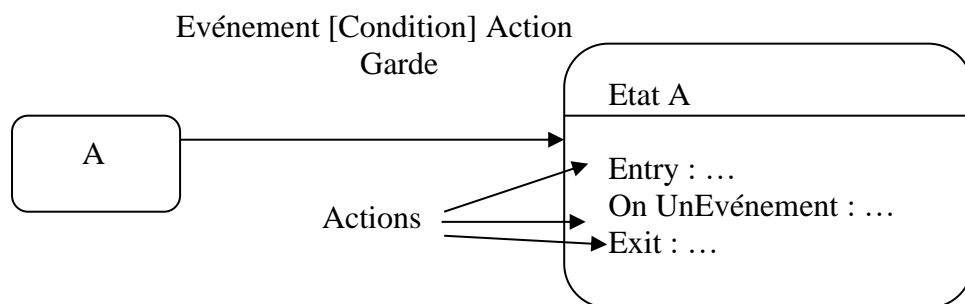 Evénement [Condition] Action
Garde
A
Etat A
Entry : …
On UnEvénement : …
Exit : …
Actions